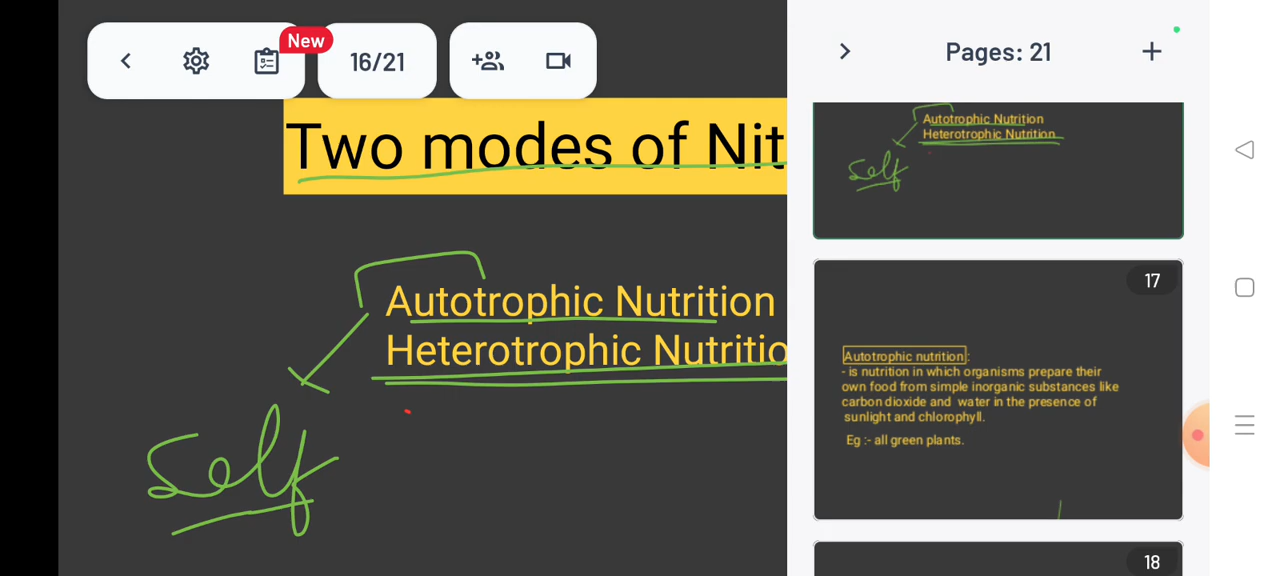 New
16/21
Two modes of Nit
Autotrophic Nutrition
Heterotrophic Nutritio
Self
Pages: 21
Autotrophic Nutrition
Heterotrophic Nutrition
Self
17
Autotrophic nutrition :
- is nutrition in which organisms prepare their
own food from simple inorganic substances like
carbon dioxide and water in the presence of
sunlight and chlorophyll.
Eg :- all green plants.
18